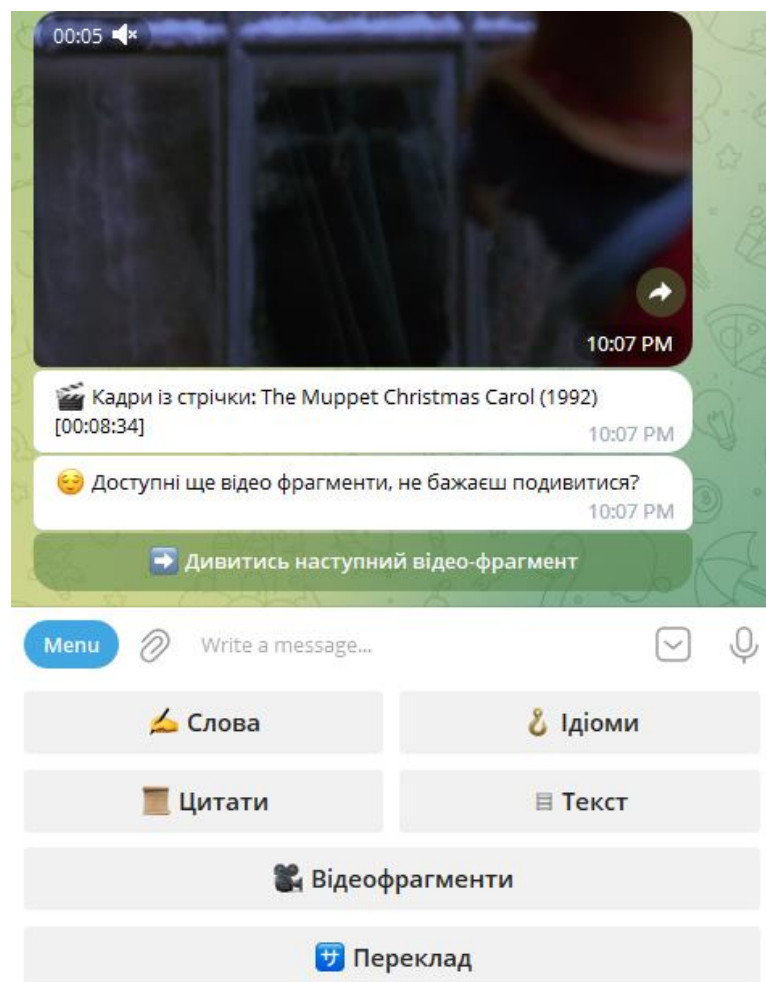 00:05
10:07 PM
🎬 Кадри із стрічки: The Muppet Christmas Carol (1992)
[00:08:34]
10:07 PM
😌 Доступні ще відео фрагменти, не бажаєш подивитися?
10:07 PM
➡️ Дивитись наступний відео-фрагмент
Menu
Write a message...
✍️ Слова
🪝 Ідіоми
📜 Цитати
Текст
🎥 Відеофрагменти
🈂️ Переклад